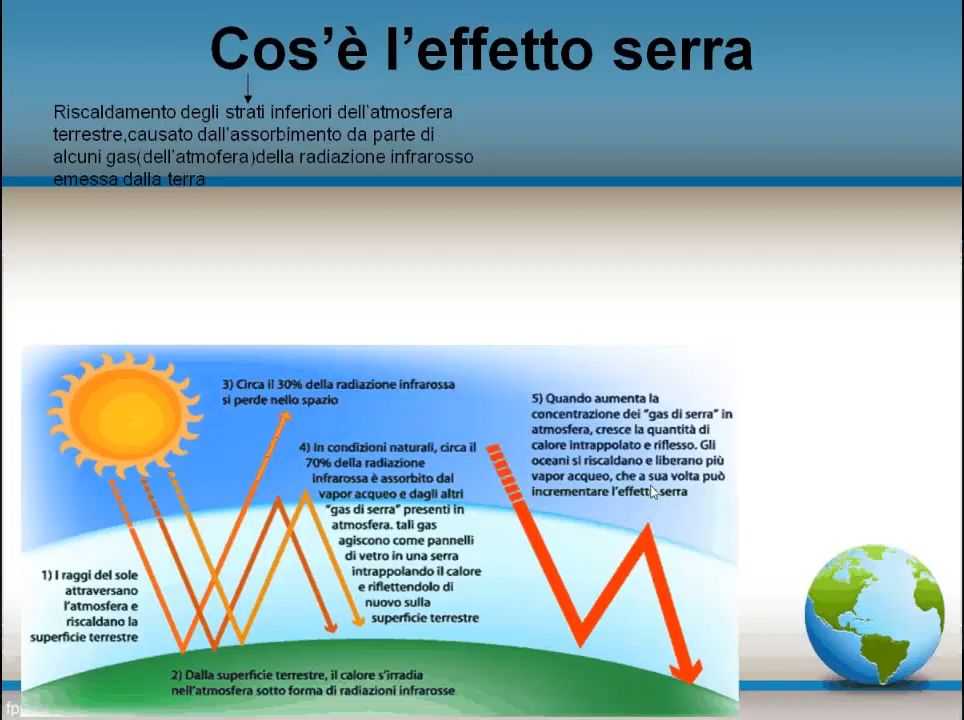 Cos'è l'effetto serra
Riscaldamento degli strati inferiori dell'atmosfera
terrestre,causato dall'assorbimento da parte di
alcuni gas(dell'atmofera)della radiazione infrarosso
emessa dalla terra
3) Circa il 30% della radiazione infrarossa
si perde nello spazio
4) In condizioni naturali, circa il
70% della radiazione
infrarossa è assorbito dal
vapor acqueo e dagli altri
"gas di serra" presenti in
atmosfera. tali gas
agiscono come pannelli
di vetro in una serra
intrappolando il calore
e riflettendolo di
nuovo sulla
superficie terrestre
5) Quando aumenta la
concentrazione dei "gas di serra" in
atmosfera, cresce la quantità di
calore intrappolato e riflesso. Gli
oceani si riscaldano e liberano più
vapor acqueo, che a sua volta può
incrementare l'effetto serra
1) I raggi del sole
attraversano
l'atmosfera e
riscaldano la
superficie terrestre
2) Dalla superficie terrestre, il calore s'irradia
nell'atmosfera sotto forma di radiazioni infrarosse